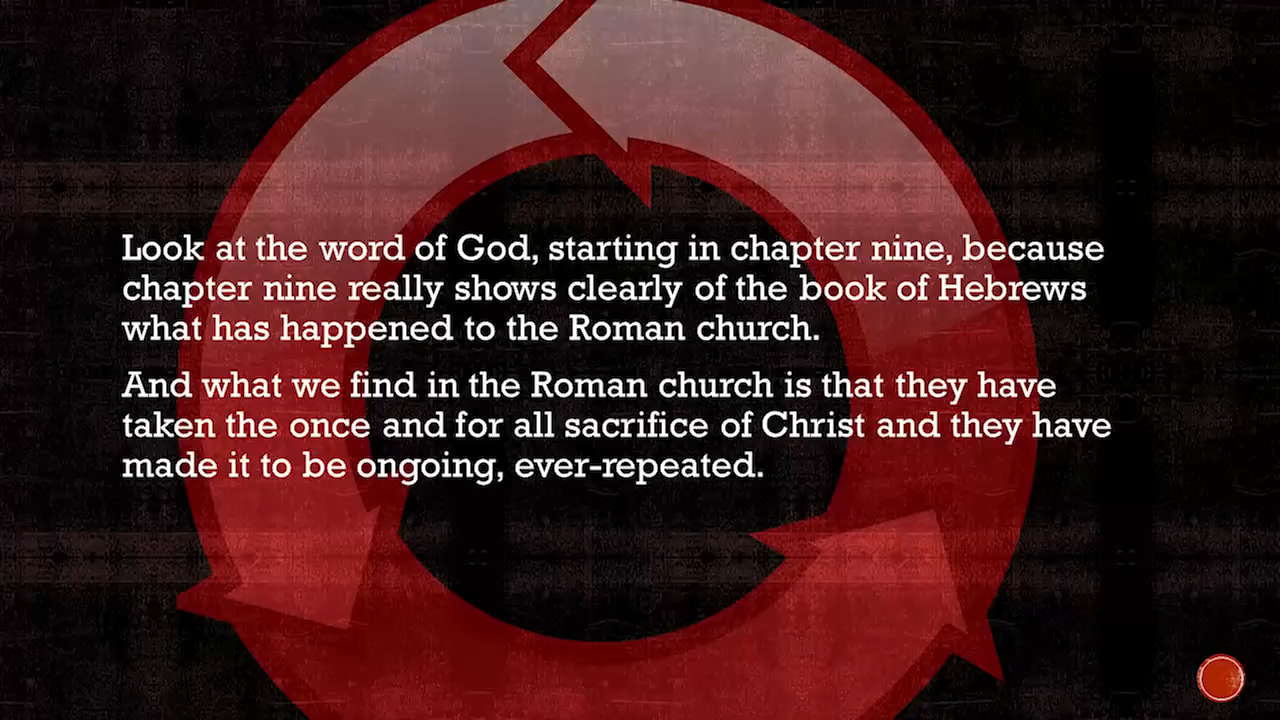 Look at the word of God, starting in chapter nine, because
chapter nine really shows clearly of the book of Hebrews
what has happened to the Roman church.
And what we find in the Roman church is that they have
taken the once and for all sacrifice of Christ and they have
made it to be ongoing, ever-repeated.